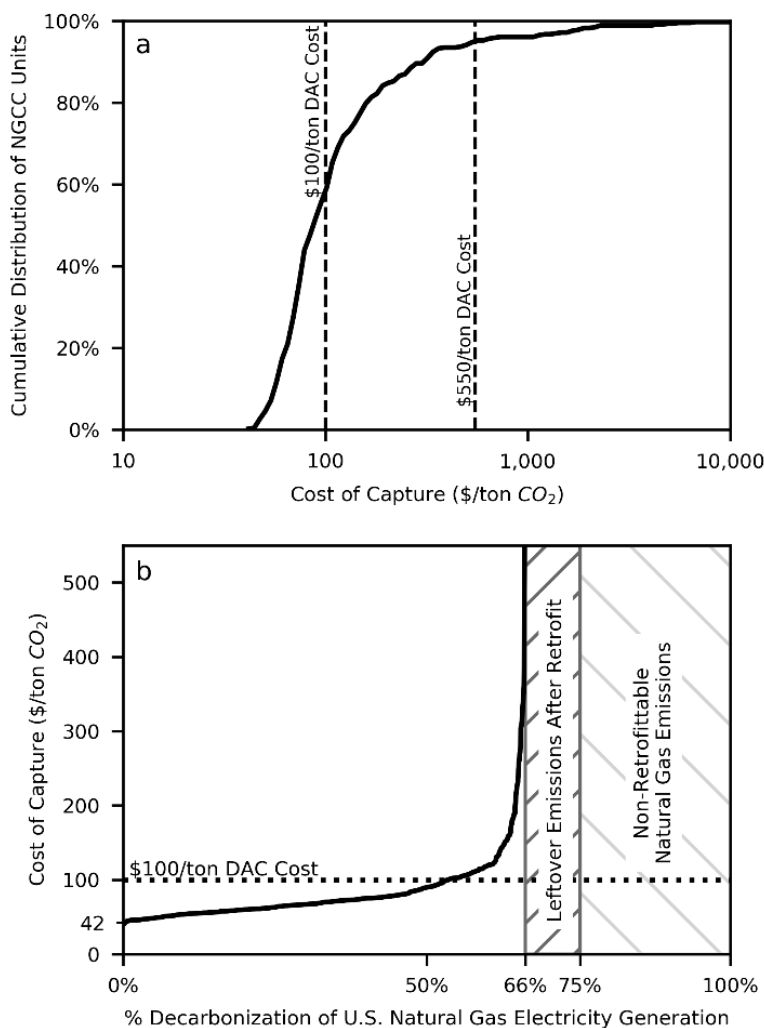 a
100%
80%
60%
40%
20%
0%
Cumulative Distribution of NGCC Units
$100/ton DAC Cost
$550/ton DAC Cost
10
100
1,000
10,000
Cost of Capture ($/ton CO₂)
b
500
400
300
200
100
42
0
Cost of Capture ($/ton CO₂)
$100/ton DAC Cost
Leftover Emissions After Retrofit
Non-Retrofittable
Natural Gas Emissions
0%
50%
66%
75%
100%
% Decarbonization of U.S. Natural Gas Electricity Generation